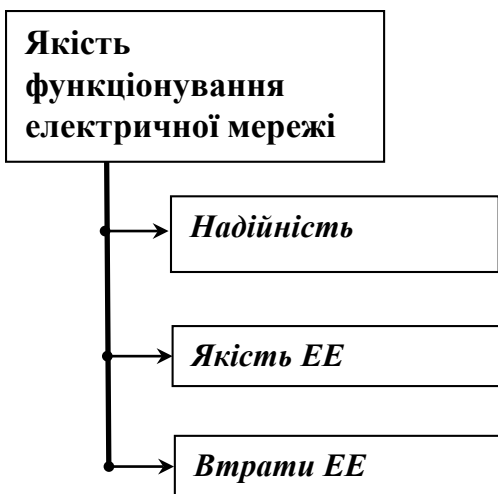 Якість
функціонування
електричної мережі
Надійність
Якість ЕЕ
Втрати ЕЕ